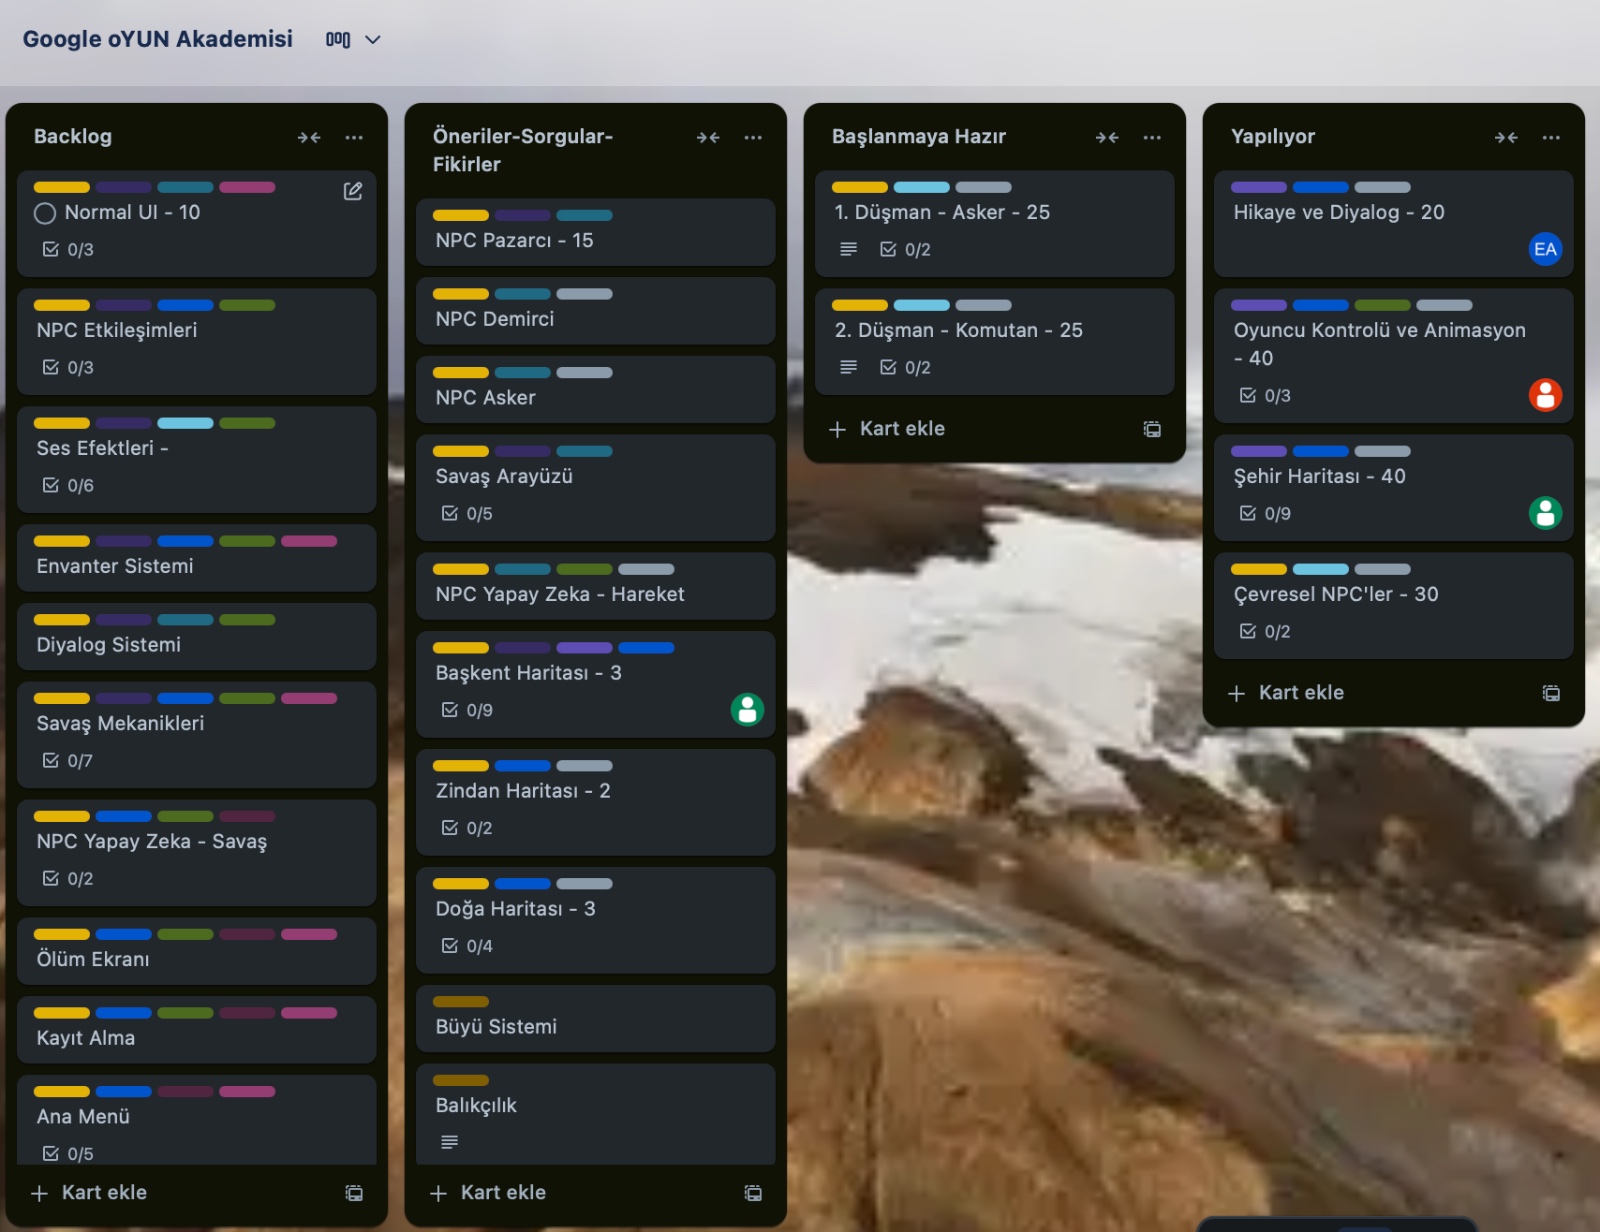 Google oYUN Akademisi
Backlog
Normal UI - 10
0/3
NPC Etkileşimleri
0/3
Ses Efektleri -
0/6
Envanter Sistemi
Diyalog Sistemi
Savaş Mekanikleri
0/7
NPC Yapay Zeka - Savaş
0/2
Ölüm Ekranı
Kayıt Alma
Ana Menü
0/5
Kart ekle
Öneriler-Sorgular-
Fikirler
NPC Pazarcı - 15
NPC Demirci
NPC Asker
Savaş Arayüzü
0/5
NPC Yapay Zeka - Hareket
Başkent Haritası - 3
0/9
Zindan Haritası - 2
0/2
Doğa Haritası - 3
0/4
Büyü Sistemi
Balıkçılık
Kart ekle
Başlanmaya Hazır
1. Düşman - Asker - 25
0/2
2. Düşman - Komutan - 25
0/2
Kart ekle
Yapılıyor
Hikaye ve Diyalog - 20
EA
Oyuncu Kontrolü ve Animasyon
- 40
0/3
Şehir Haritası - 40
0/9
Çevresel NPC'ler - 30
0/2
Kart ekle